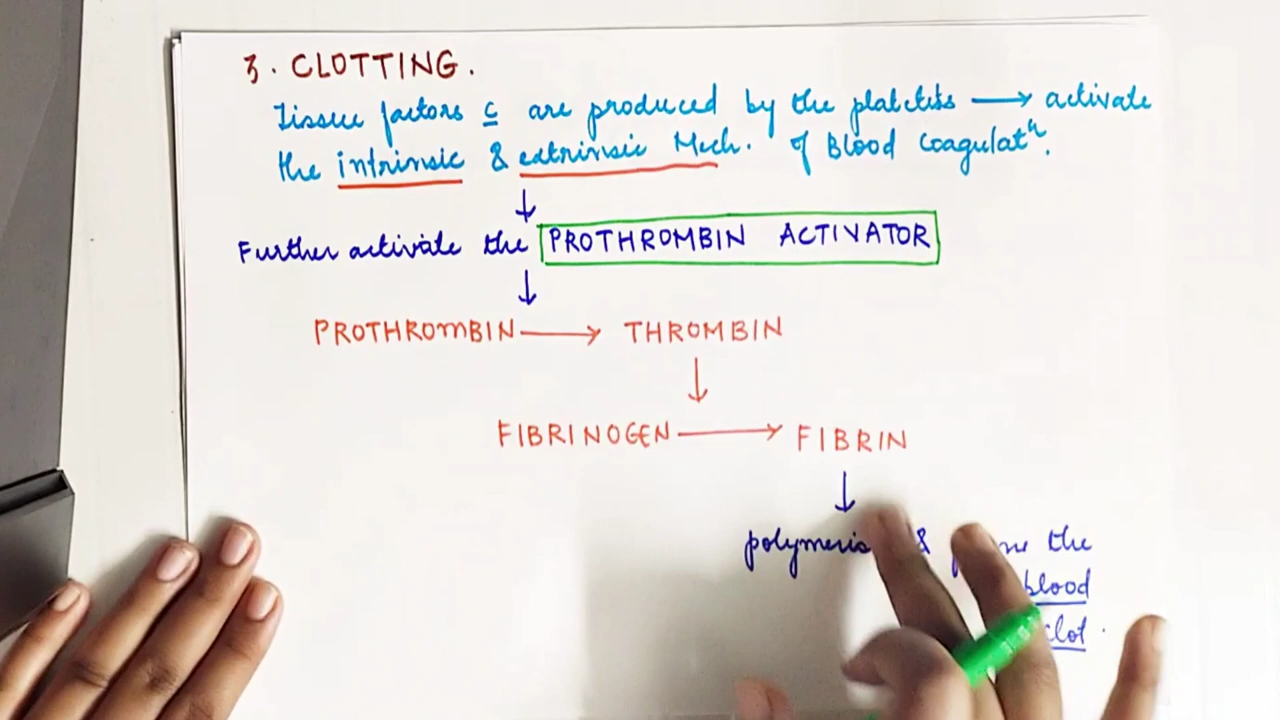 3. CLOTTING.
Tissue factors c̲ are produced by the platelets → activate
the intrinsic & extrinsic Mech. of Blood Coagulatⁿ.
↓
Further activate the PROTHROMBIN ACTIVATOR
↓
PROTHROMBIN → THROMBIN
↓
FIBRINOGEN → FIBRIN
↓
& the
blood
clot.